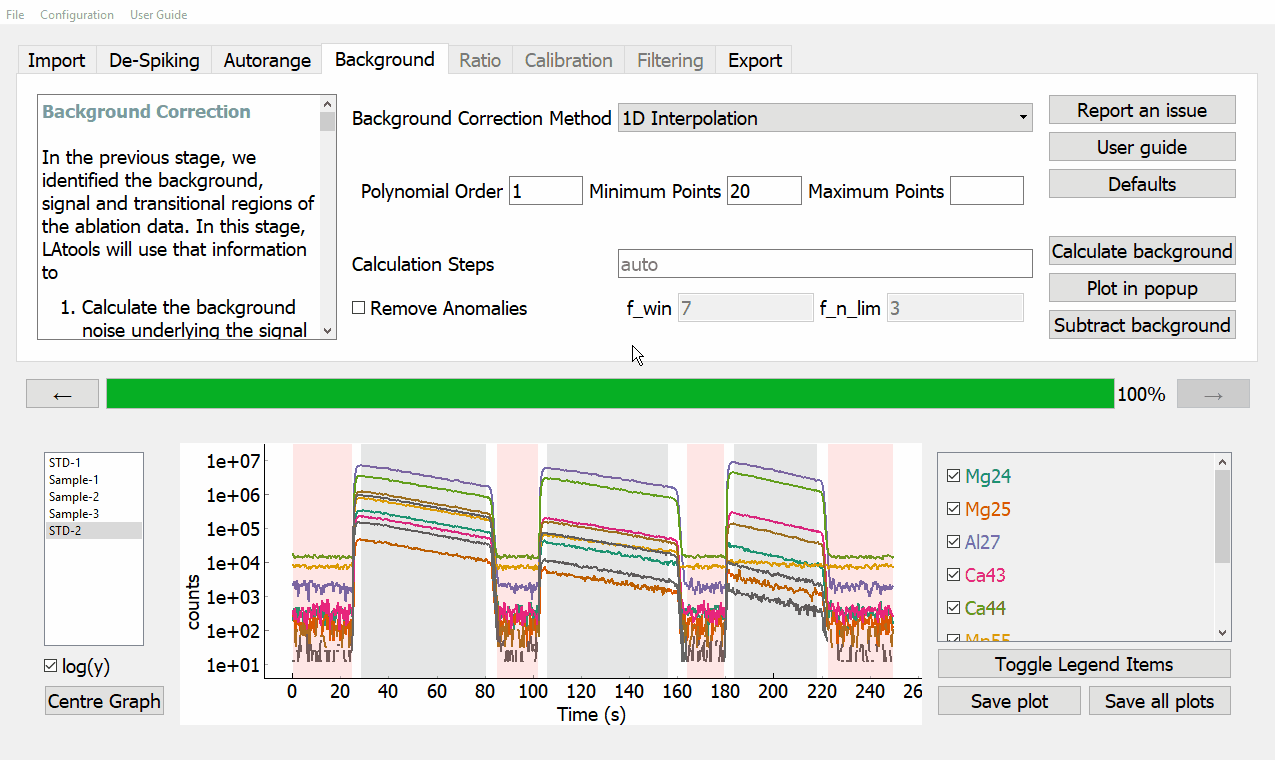 File Configuration User Guide
Import De-Spiking Autorange Background Ratio Calibration Filtering Export
Background Correction
In the previous stage, we
identified the background,
signal and transitional regions of
the ablation data. In this stage,
LAtools will use that information
to
1. Calculate the background
noise underlying the signal
Background Correction Method 1D Interpolation
Polynomial Order 1 Minimum Points 20 Maximum Points
Calculation Steps auto
Remove Anomalies f_win 7 f_n_lim 3
Report an issue
User guide
Defaults
Calculate background
Plot in popup
Subtract background
← 100% →
STD-1
Sample-1
Sample-2
Sample-3
STD-2
log(y)
Centre Graph
counts
1e+07
1e+06
1e+05
1e+04
1e+03
1e+02
1e+01
0 20 40 60 80 100 120 140 160 180 200 220 240 26
Time (s)
Mg24
Mg25
Al27
Ca43
Ca44
Mn55
Toggle Legend Items
Save plot Save all plots